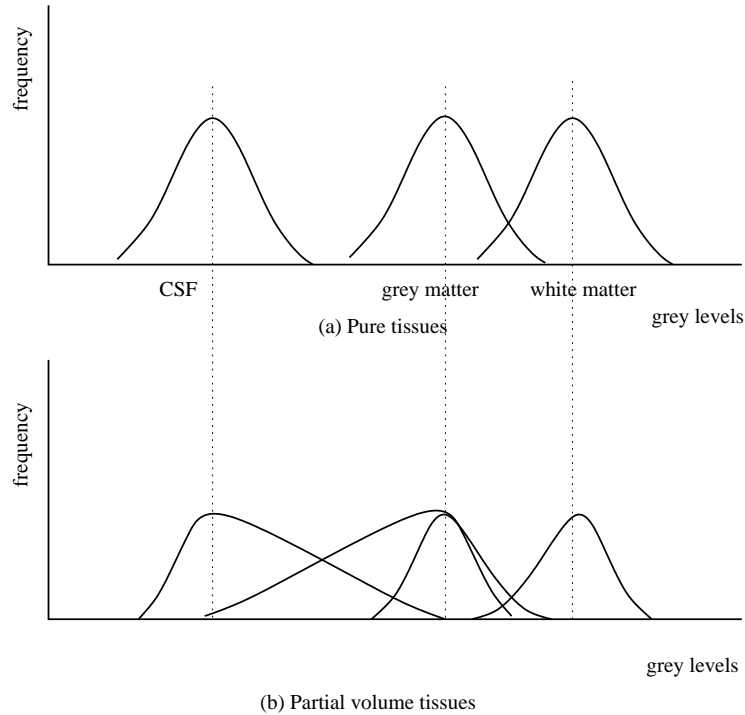 frequency
CSF
grey matter
white matter
grey levels
(a) Pure tissues
frequency
grey levels
(b) Partial volume tissues